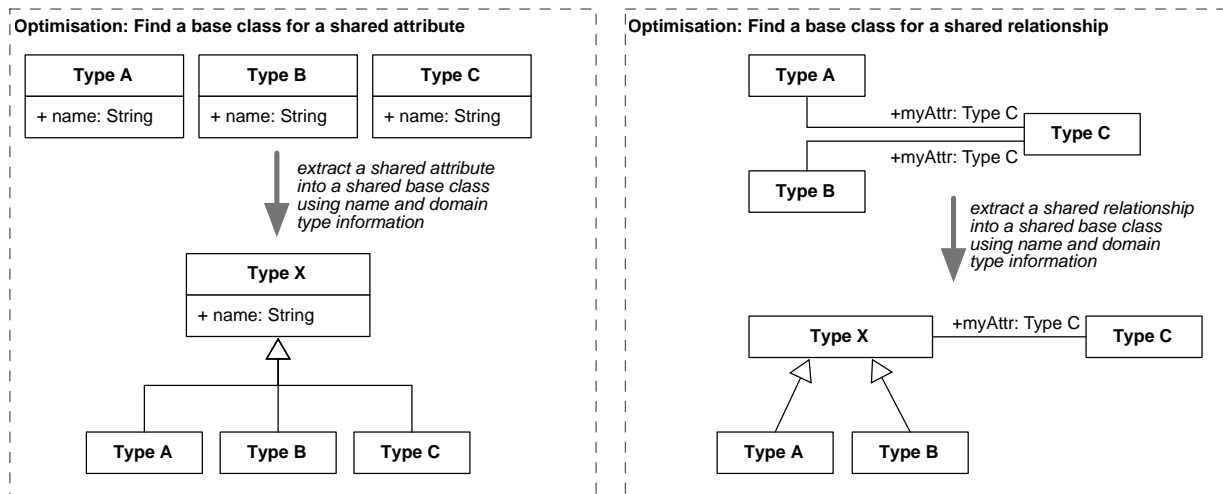 Optimisation: Find a base class for a shared attribute
Type A
Type B
Type C
+ name: String
+ name: String
+ name: String
extract a shared attribute
into a shared base class
using name and domain
type information
Type X
+ name: String
Type A
Type B
Type C
Optimisation: Find a base class for a shared relationship
Type A
+myAttr: Type C
Type C
+myAttr: Type C
Type B
extract a shared relationship
into a shared base class
using name and domain
type information
Type X
+myAttr: Type C
Type C
Type A
Type B